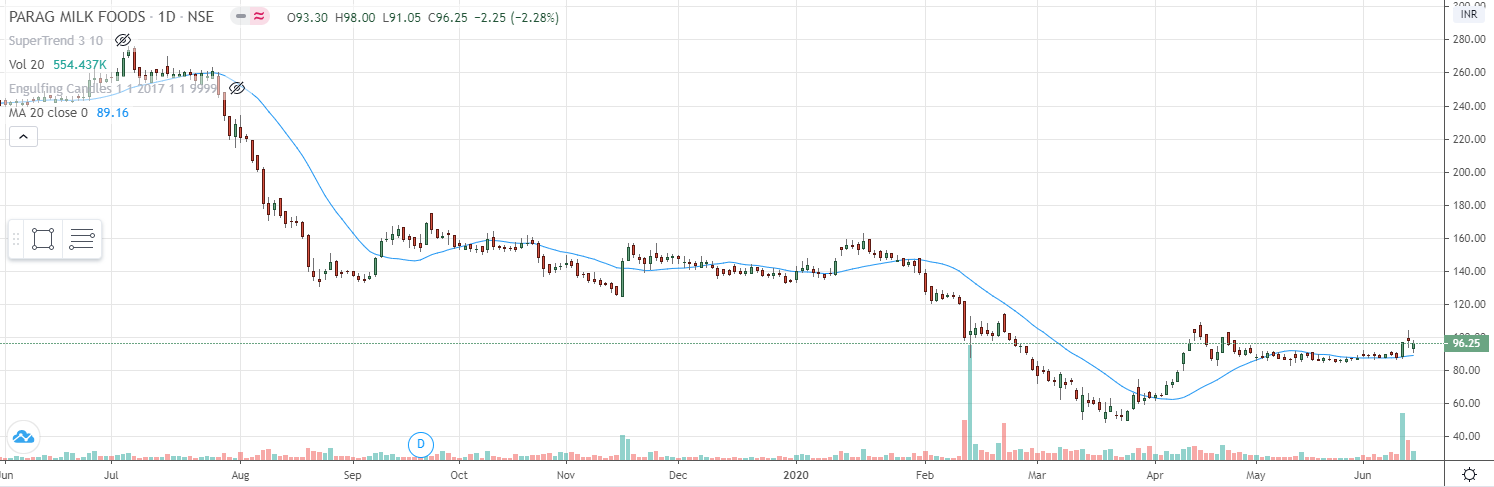 PARAG MILK FOODS · 1D · NSE O93.30 H98.00 L91.05 C96.25 −2.25 (−2.28%)
SuperTrend 3 10
Vol 20 554.437K
Engulfing Candles 1 1 2017 1 1 9999
MA 20 close 0 89.16
INR
300.00
280.00
260.00
240.00
220.00
200.00
180.00
160.00
140.00
120.00
100.00
96.25
80.00
60.00
40.00
D
Jun Jul Aug Sep Oct Nov Dec 2020 Feb Mar Apr May Jun